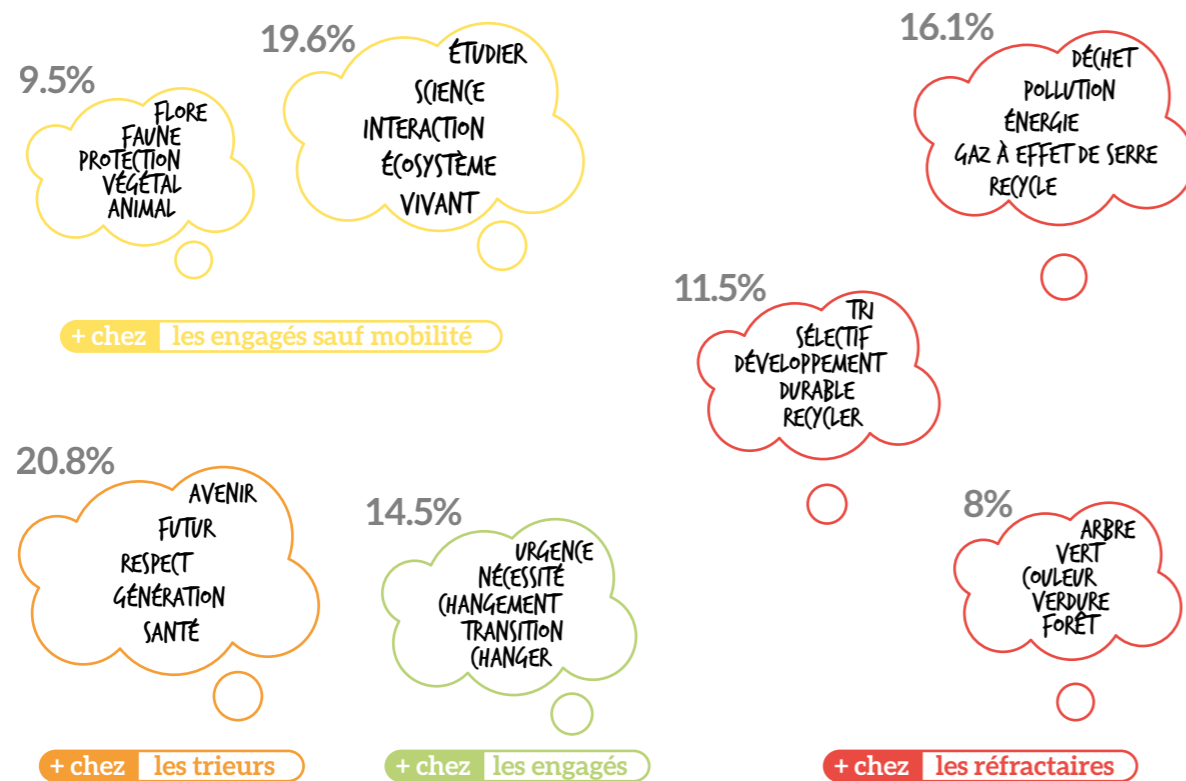 9.5%
FLORE
FAUNE
PROTECTION
VÉGÉTAL
ANIMAL
19.6%
ÉTUDIER
SCIENCE
INTERACTION
ÉCOSYSTÈME
VIVANT
+ chez les engagés sauf mobilité
16.1%
DÉCHET
POLLUTION
ÉNERGIE
GAZ À EFFET DE SERRE
RECYCLE
11.5%
TRI
SÉLECTIF
DÉVELOPPEMENT
DURABLE
RECYCLER
8%
ARBRE
VERT
COULEUR
VERDURE
FORÊT
+ chez les réfractaires
20.8%
AVENIR
FUTUR
RESPECT
GÉNÉRATION
SANTÉ
+ chez les trieurs
14.5%
URGENCE
NÉCESSITÉ
CHANGEMENT
TRANSITION
CHANGER
+ chez les engagés